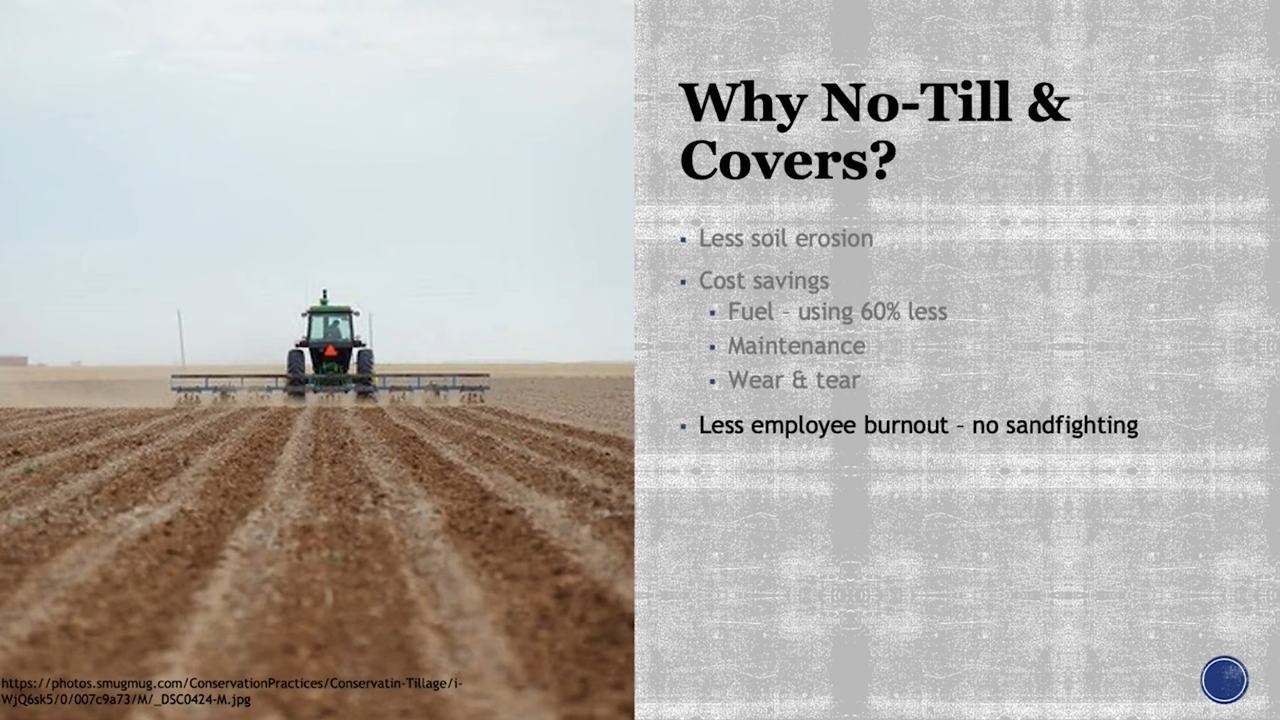 Why No-Till &
Covers?
▪ Less soil erosion
▪ Cost savings
▪ Fuel – using 60% less
▪ Maintenance
▪ Wear & tear
▪ Less employee burnout – no sandfighting
https://photos.smugmug.com/ConservationPractices/Conservatin-Tillage/i-
WjQ6sk5/0/007c9a73/M/_DSC0424-M.jpg